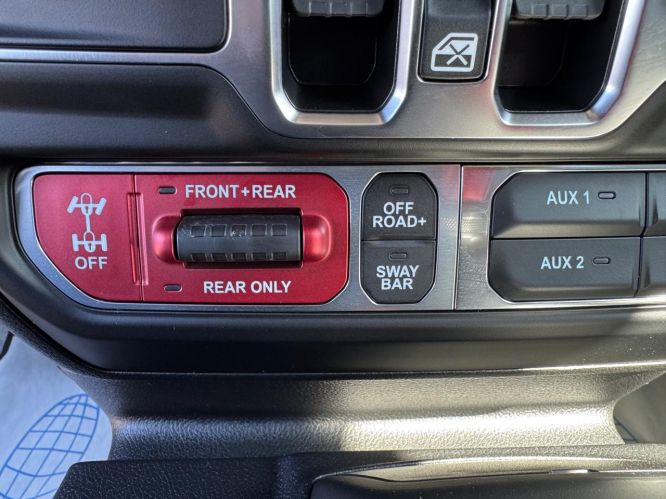 FRONT+REAR
OFF
REAR ONLY
OFF
ROAD+
SWAY
BAR
AUX 1
AUX 2